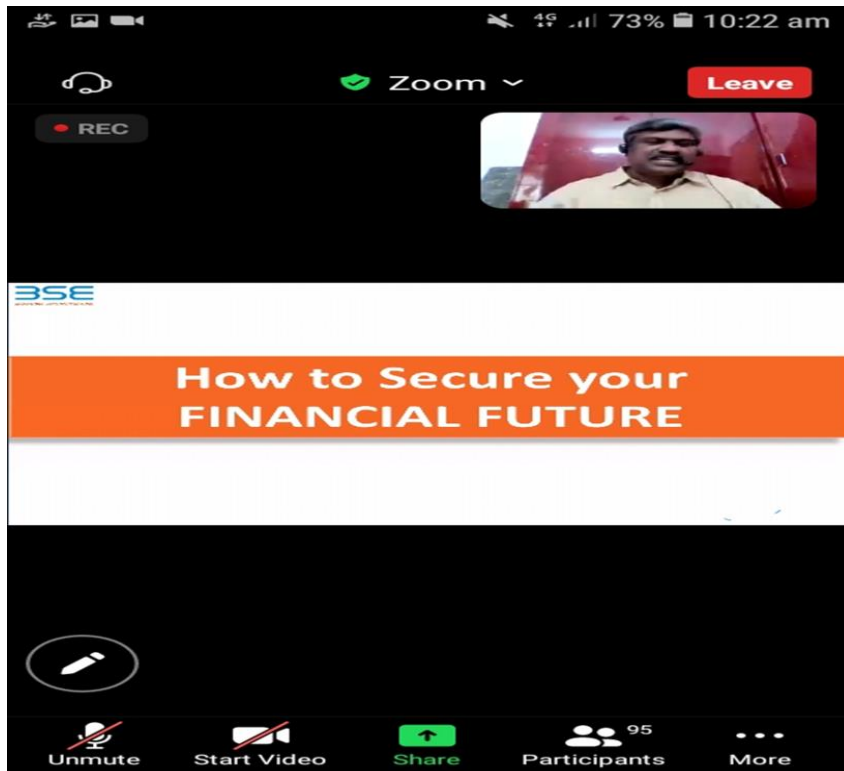 4G 73% 10:22 am
Zoom Leave
REC
BSE
How to Secure your
FINANCIAL FUTURE
95
Unmute Start Video Share Participants More